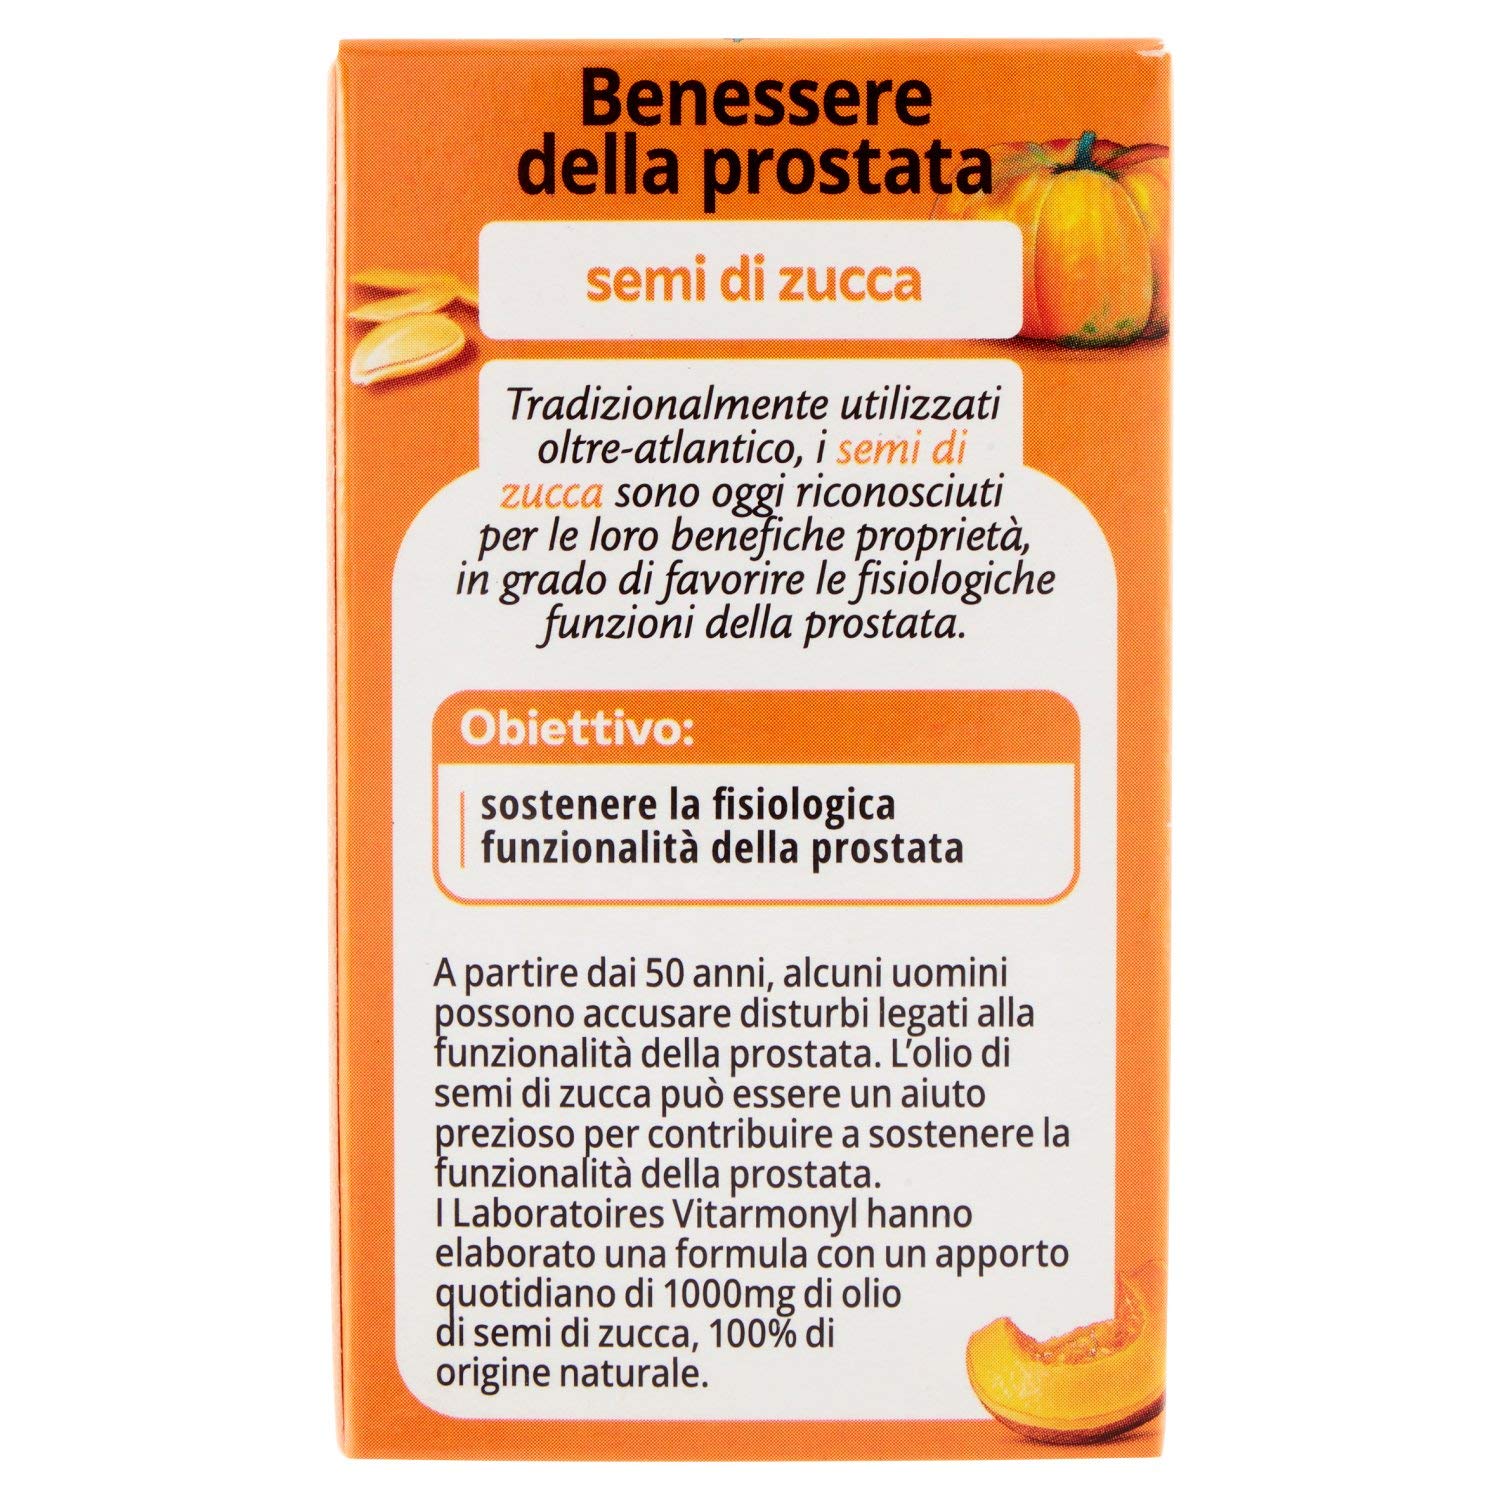 Benessere
della prostata
semi di zucca
Tradizionalmente utilizzati
oltre-atlantico, i semi di
zucca sono oggi riconosciuti
per le loro benefiche proprietà,
in grado di favorire le fisiologiche
funzioni della prostata.
Obiettivo:
sostenere la fisiologica
funzionalità della prostata
A partire dai 50 anni, alcuni uomini
possono accusare disturbi legati alla
funzionalità della prostata. L'olio di
semi di zucca può essere un aiuto
prezioso per contribuire a sostenere la
funzionalità della prostata.
I Laboratoires Vitarmonyl hanno
elaborato una formula con un apporto
quotidiano di 1000mg di olio
di semi di zucca, 100% di
origine naturale.